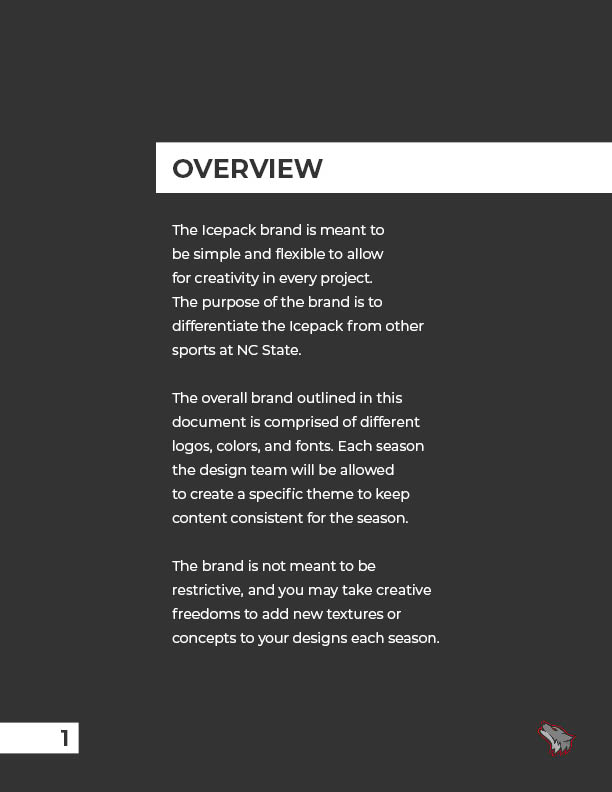 OVERVIEW
The Icepack brand is meant to
be simple and flexible to allow
for creativity in every project.
The purpose of the brand is to
differentiate the Icepack from other
sports at NC State.
The overall brand outlined in this
document is comprised of different
logos, colors, and fonts. Each season
the design team will be allowed
to create a specific theme to keep
content consistent for the season.
The brand is not meant to be
restrictive, and you may take creative
freedoms to add new textures or
concepts to your designs each season.
1